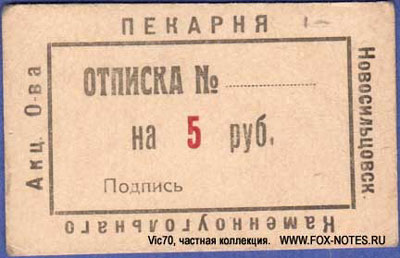 ПЕКАРНЯ
Акц. О-ва
ОТПИСКА №
на 5 руб.
Подпись
Новосильцовск.
Каменноугольнаго
Vic70, частная коллекция.
WWW.FOX-NOTES.RU